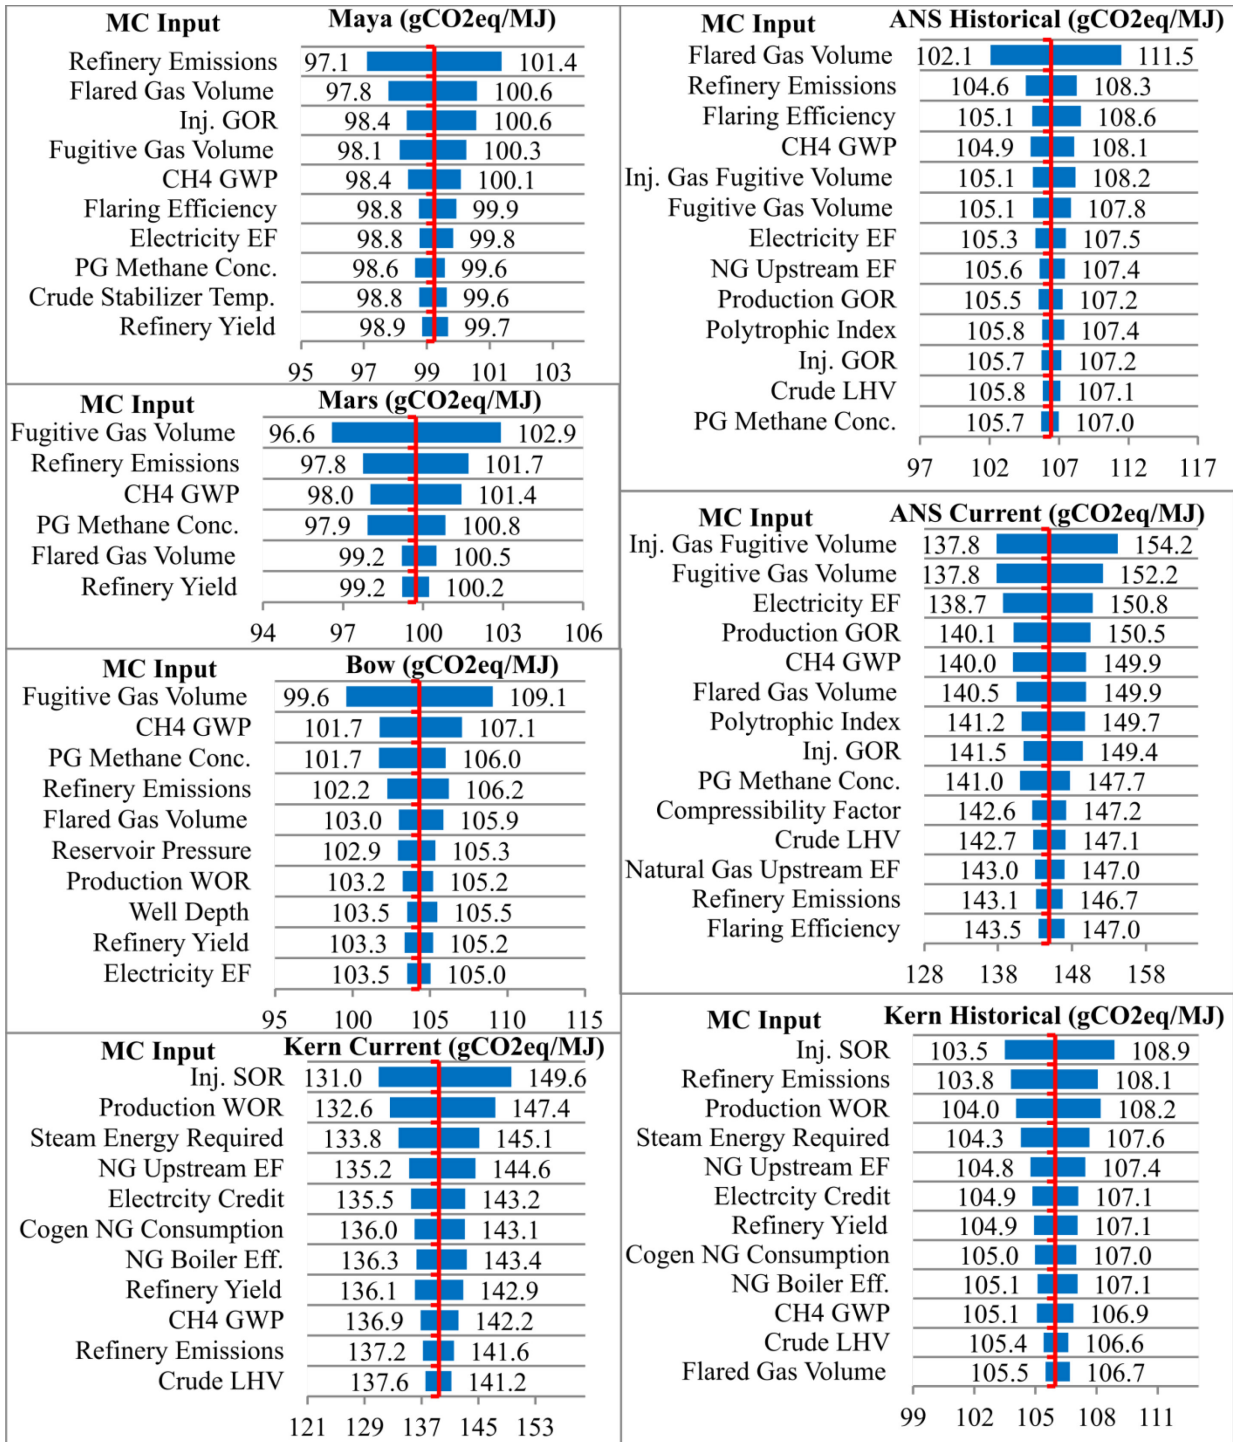 MC Input Maya (gCO2eq/MJ)
Refinery Emissions 97.1 101.4
Flared Gas Volume 97.8 100.6
Inj. GOR 98.4 100.6
Fugitive Gas Volume 98.1 100.3
CH4 GWP 98.4 100.1
Flaring Efficiency 98.8 99.9
Electricity EF 98.8 99.8
PG Methane Conc. 98.6 99.6
Crude Stabilizer Temp. 98.8 99.6
Refinery Yield 98.9 99.7
95 97 99 101 103
MC Input Mars (gCO2eq/MJ)
Fugitive Gas Volume 96.6 102.9
Refinery Emissions 97.8 101.7
CH4 GWP 98.0 101.4
PG Methane Conc. 97.9 100.8
Flared Gas Volume 99.2 100.5
Refinery Yield 99.2 100.2
94 97 100 103 106
MC Input Bow (gCO2eq/MJ)
Fugitive Gas Volume 99.6 109.1
CH4 GWP 101.7 107.1
PG Methane Conc. 101.7 106.0
Refinery Emissions 102.2 106.2
Flared Gas Volume 103.0 105.9
Reservoir Pressure 102.9 105.3
Production WOR 103.2 105.2
Well Depth 103.5 105.5
Refinery Yield 103.3 105.2
Electricity EF 103.5 105.0
95 100 105 110 115
MC Input Kern Current (gCO2eq/MJ)
Inj. SOR 131.0 149.6
Production WOR 132.6 147.4
Steam Energy Required 133.8 145.1
NG Upstream EF 135.2 144.6
Electrcity Credit 135.5 143.2
Cogen NG Consumption 136.0 143.1
NG Boiler Eff. 136.3 143.4
Refinery Yield 136.1 142.9
CH4 GWP 136.9 142.2
Refinery Emissions 137.2 141.6
Crude LHV 137.6 141.2
121 129 137 145 153
MC Input ANS Historical (gCO2eq/MJ)
Flared Gas Volume 102.1 111.5
Refinery Emissions 104.6 108.3
Flaring Efficiency 105.1 108.6
CH4 GWP 104.9 108.1
Inj. Gas Fugitive Volume 105.1 108.2
Fugitive Gas Volume 105.1 107.8
Electricity EF 105.3 107.5
NG Upstream EF 105.6 107.4
Production GOR 105.5 107.2
Polytrophic Index 105.8 107.4
Inj. GOR 105.7 107.2
Crude LHV 105.8 107.1
PG Methane Conc. 105.7 107.0
97 102 107 112 117
MC Input ANS Current (gCO2eq/MJ)
Inj. Gas Fugitive Volume 137.8 154.2
Fugitive Gas Volume 137.8 152.2
Electricity EF 138.7 150.8
Production GOR 140.1 150.5
CH4 GWP 140.0 149.9
Flared Gas Volume 140.5 149.9
Polytrophic Index 141.2 149.7
Inj. GOR 141.5 149.4
PG Methane Conc. 141.0 147.7
Compressibility Factor 142.6 147.2
Crude LHV 142.7 147.1
Natural Gas Upstream EF 143.0 147.0
Refinery Emissions 143.1 146.7
Flaring Efficiency 143.5 147.0
128 138 148 158
MC Input Kern Historical (gCO2eq/MJ)
Inj. SOR 103.5 108.9
Refinery Emissions 103.8 108.1
Production WOR 104.0 108.2
Steam Energy Required 104.3 107.6
NG Upstream EF 104.8 107.4
Electrcity Credit 104.9 107.1
Refinery Yield 104.9 107.1
Cogen NG Consumption 105.0 107.0
NG Boiler Eff. 105.1 107.1
CH4 GWP 105.1 106.9
Crude LHV 105.4 106.6
Flared Gas Volume 105.5 106.7
99 102 105 108 111